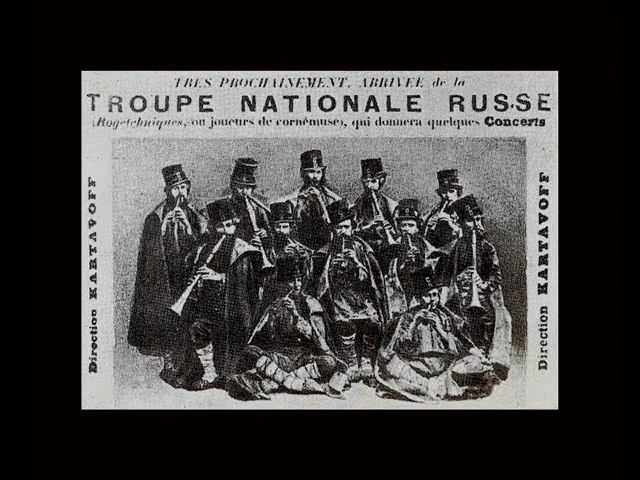 TRES PROCHAINEMENT, ARRIVÉE de la
TROUPE NATIONALE RUSSE
(Rogetchniques, ou joueurs de cornémuse), qui donnera quelques Concerts
Direction KARTAVOFF
Direction KARTAVOFF